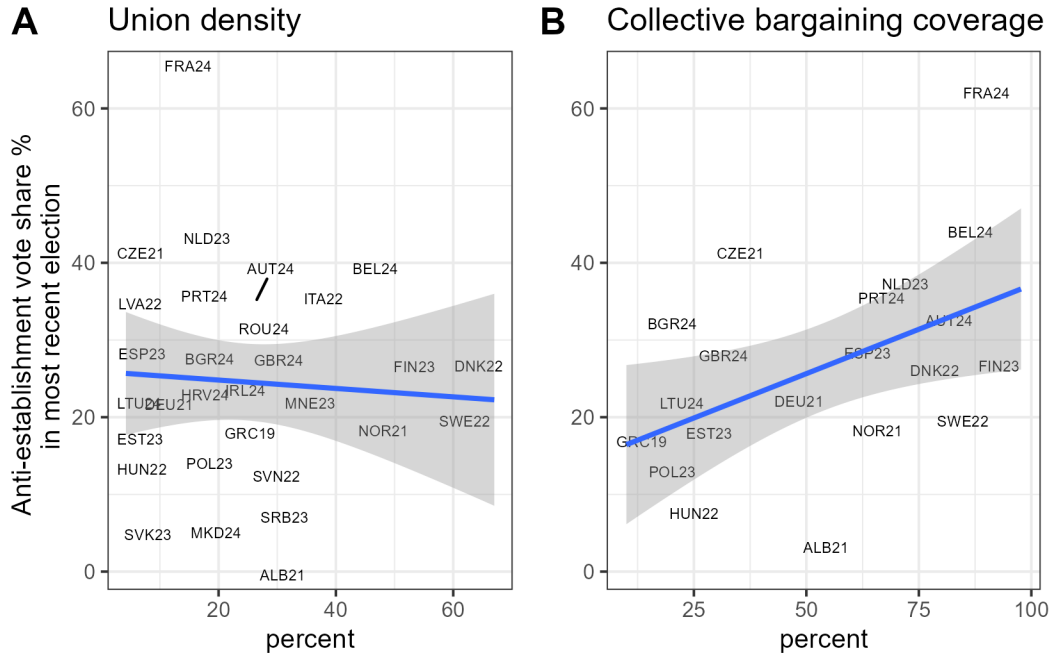 A Union density
Anti-establishment vote share %
in most recent election
60
40
20
0
FRA24
NLD23
CZE21
AUT24
BEL24
LVA22
PRT24
ITA22
ROU24
ESP23
BGR24
GBR24
FIN23
DNK22
LTU24
DEU21
HRV24
IRL24
MNE23
SWE22
EST23
GRC19
NOR21
HUN22
POL23
SVN22
SVK23
MKD24
SRB23
ALB21
20 40 60
percent
B Collective bargaining coverage
60
40
20
0
FRA24
BEL24
CZE21
NLD23
PRT24
BGR24
AUT24
GBR24
ESP23
FIN23
DNK22
LTU24
DEU21
GRC19
EST23
NOR21
SWE22
POL23
HUN22
ALB21
25 50 75 100
percent